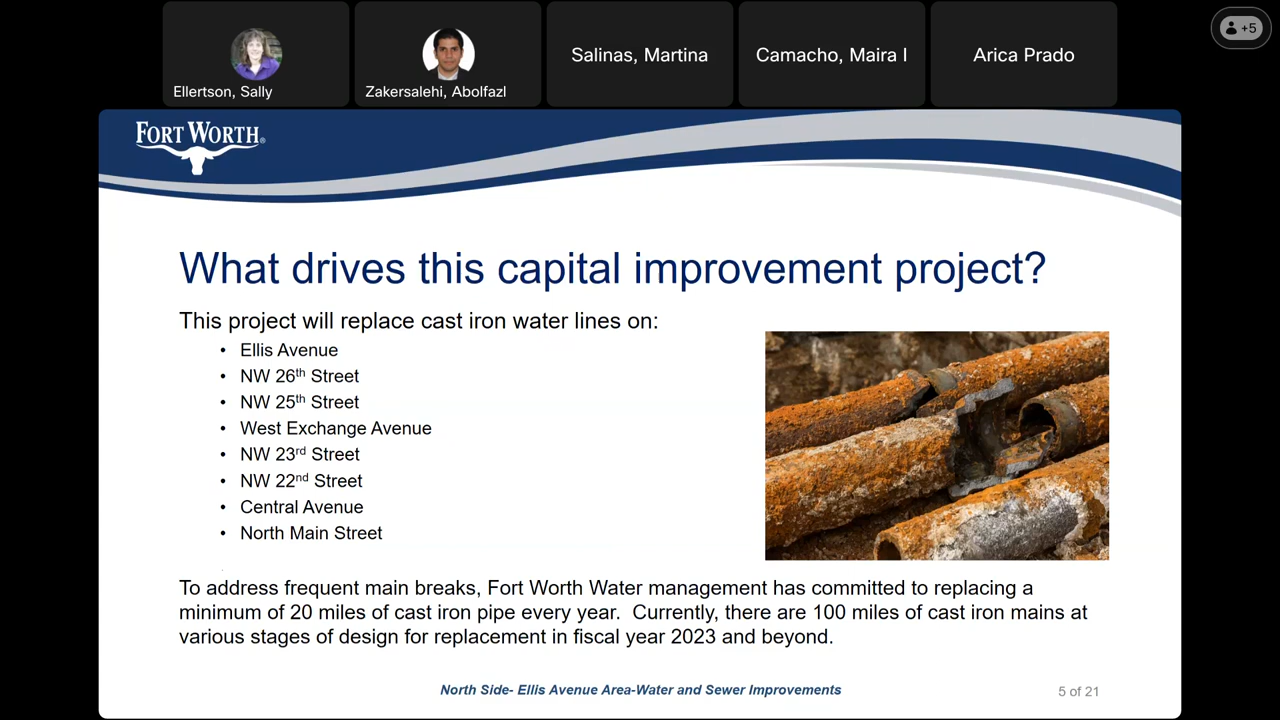 +5
Ellertson, Sally
Zakersalehi, Abolfazl
Salinas, Martina
Camacho, Maira I
Arica Prado
FORT WORTH®
What drives this capital improvement project?
This project will replace cast iron water lines on:
• Ellis Avenue
• NW 26th Street
• NW 25th Street
• West Exchange Avenue
• NW 23rd Street
• NW 22nd Street
• Central Avenue
• North Main Street
To address frequent main breaks, Fort Worth Water management has committed to replacing a
minimum of 20 miles of cast iron pipe every year.  Currently, there are 100 miles of cast iron mains at
various stages of design for replacement in fiscal year 2023 and beyond.
North Side- Ellis Avenue Area-Water and Sewer Improvements
5 of 21